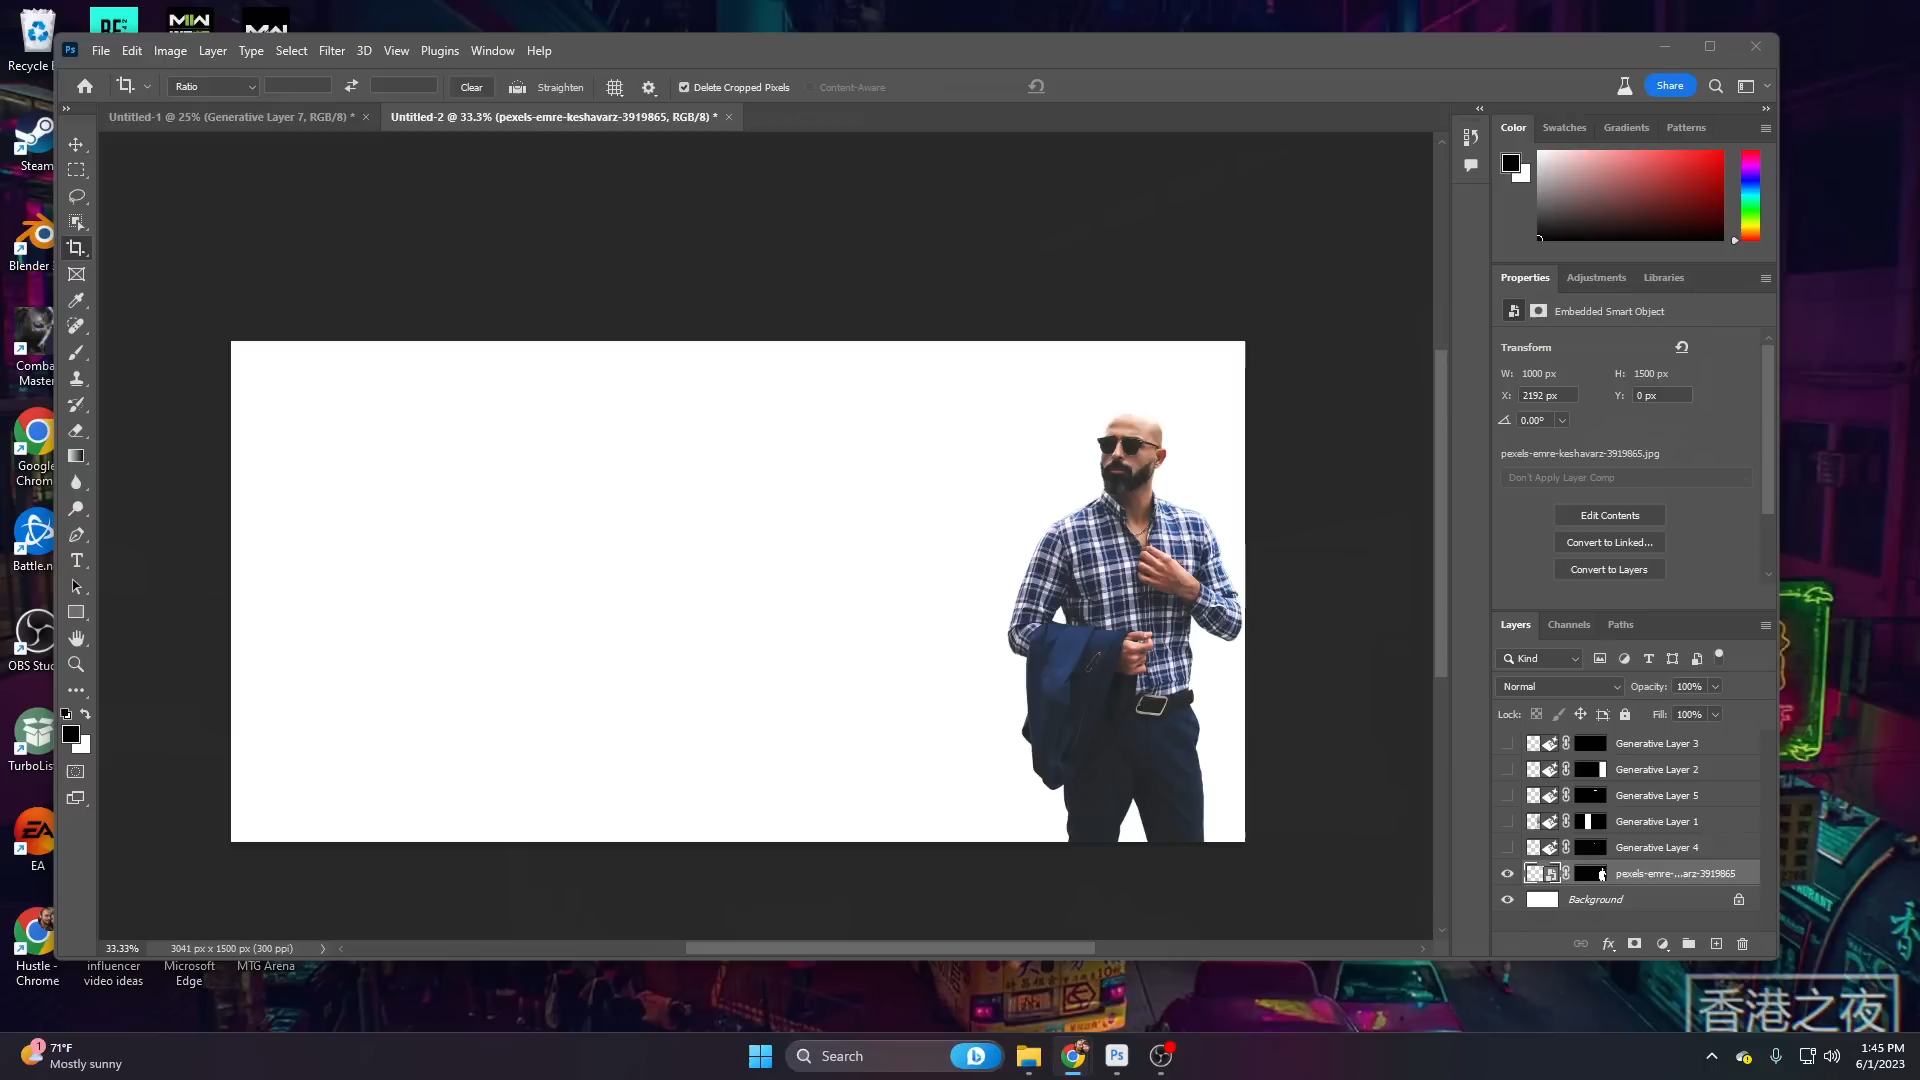 Recycle
Ps File Edit Image Layer Select Type Filter 3D View Plugins Window Help
Ratio Clear Straighten Delete Cropped Pixels Content-Aware Share
Untitled-1 @ 25% (Generative Layer 7, RGB/8) * Untitled-2 @ 33.3% (pexels-emre-keshavarz-3919865, RGB/8) *
Steam
Blender
Comba
Master
Google
Chrom
Battle.n
OBS Stud
TurboLis
EA
Hustle -
Chrome
influencer
video ideas
Microsoft
Edge
MTG Arena
Color Swatches Gradients Patterns
Properties Adjustments Libraries
Embedded Smart Object
Transform
W: 1000 px H: 1500 px
X: 2192 px Y: 0 px
0.00°
pexels-emre-keshavarz-3919865.jpg
Don't Apply Layer Comp
Edit Contents
Convert to Linked...
Convert to Layers
Layers Channels Paths
Kind
Normal Opacity: 100%
Lock: Fill: 100%
Generative Layer 3
Generative Layer 2
Generative Layer 5
Generative Layer 1
Generative Layer 4
pexels-emre-...arz-3919865
Background
fx
33.33% 3041 px x 1500 px (300 ppi)
香港之夜
1
71°F
Mostly sunny
Search
Ps
1:45 PM
6/1/2023